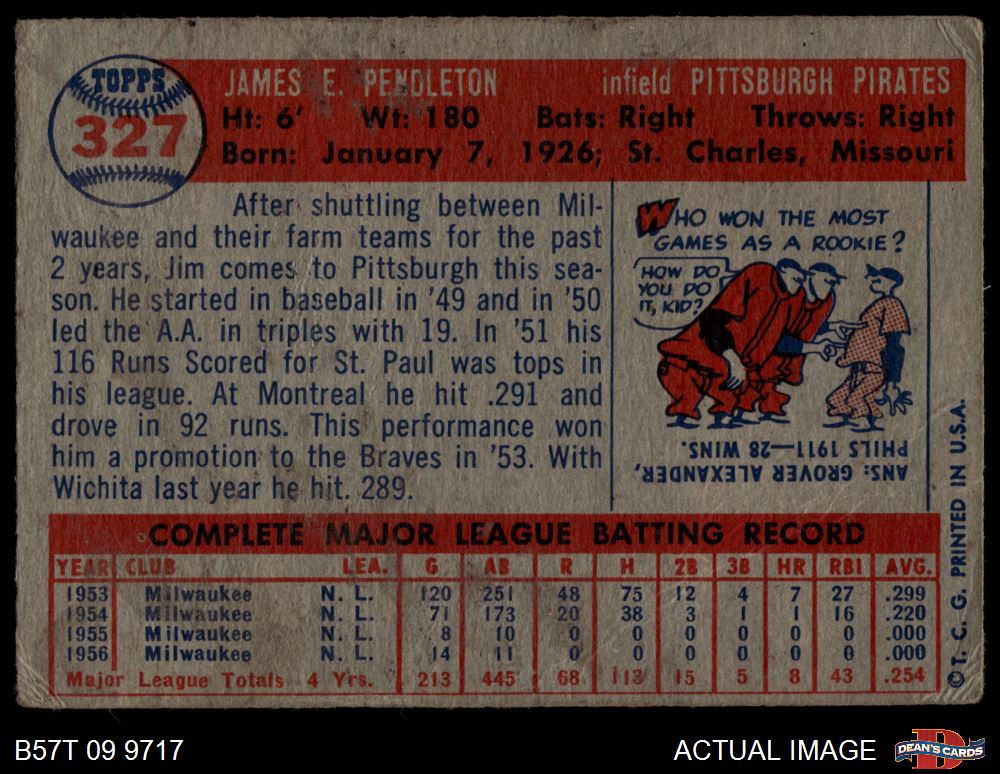 TOPPS
327
JAMES E. PENDLETON infield PITTSBURGH PIRATES
Ht: 6' Wt: 180 Bats: Right Throws: Right
Born: January 7, 1926; St. Charles, Missouri
After shuttling between Mil-
waukee and their farm teams for the past
2 years, Jim comes to Pittsburgh this sea-
son. He started in baseball in '49 and in '50
led the A.A. in triples with 19. In '51 his
116 Runs Scored for St. Paul was tops in
his league. At Montreal he hit .291 and
drove in 92 runs. This performance won
him a promotion to the Braves in '53. With
Wichita last year he hit. 289.
WHO WON THE MOST
GAMES AS A ROOKIE?
HOW DO
YOU DO
IT, KID?
ANS: GROVER ALEXANDER,
PHILS 1911—28 WINS.
COMPLETE MAJOR LEAGUE BATTING RECORD
YEAR CLUB LEA. G AB R H 2B 3B HR RBI AVG.
1953 Milwaukee N. L. 120 251 48 75 12 4 7 27 .299
1954 Milwaukee N. L. 71 173 20 38 3 1 1 16 .220
1955 Milwaukee N. L. 8 10 0 0 0 0 0 0 .000
1956 Milwaukee N. L. 14 11 0 0 0 0 0 0 .000
Major League Totals 4 Yrs. 213 445 68 113 15 5 8 43 .254
© T. C. G. PRINTED IN U.S.A.
B57T 09 9717
ACTUAL IMAGE
D
DEAN'S CARDS